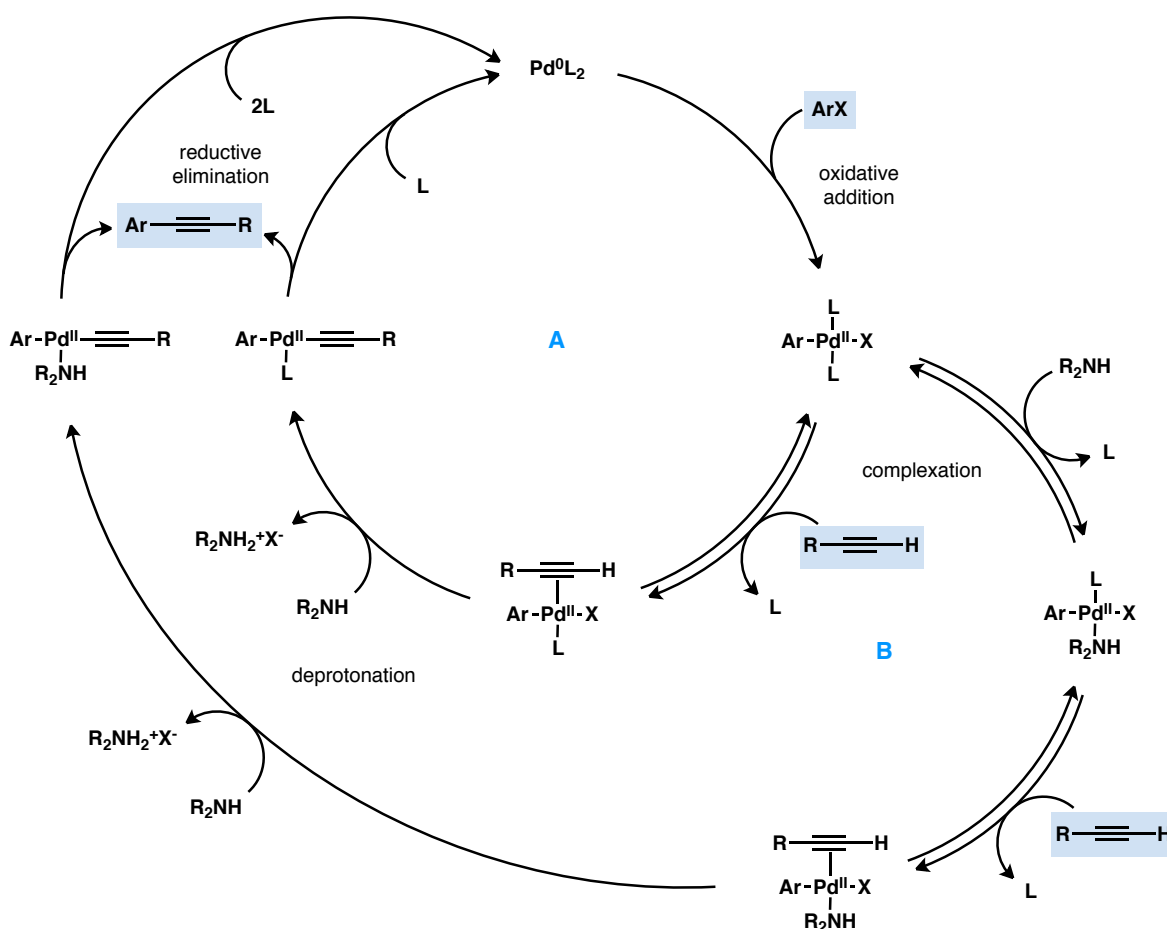 Pd⁰L₂
ArX
2L
reductive
elimination
L
oxidative
addition
Ar R
L
Ar-Pdᴵᴵ-X
L
Ar-Pdᴵᴵ R
R₂NH
Ar-Pdᴵᴵ R
L
A
R₂NH
L
complexation
R₂NH₂⁺X⁻
R₂NH
R H
Ar-Pdᴵᴵ-X
L
R H
L
L
Ar-Pdᴵᴵ-X
R₂NH
B
deprotonation
R₂NH₂⁺X⁻
R₂NH
R H
Ar-Pdᴵᴵ-X
R₂NH
R H
L